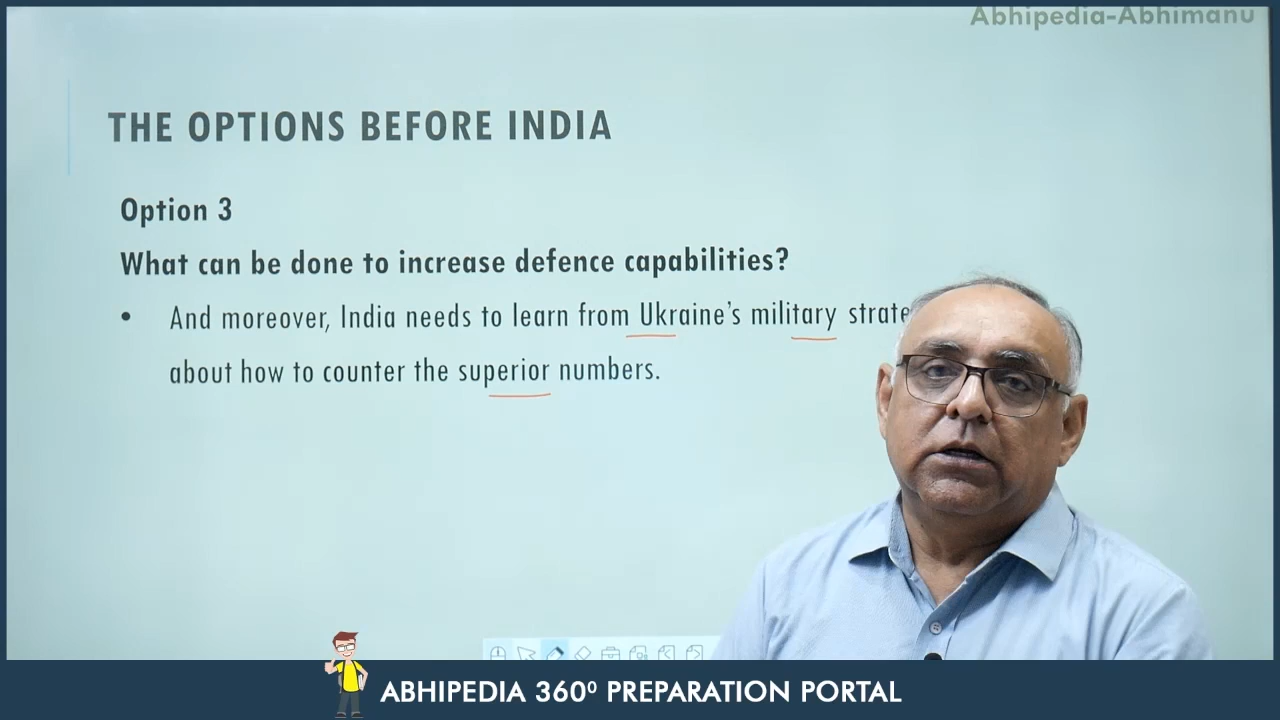 Abhipedia-Abhimanu
THE OPTIONS BEFORE INDIA
Option 3
What can be done to increase defence capabilities?
• And moreover, India needs to learn from Ukraine's military strate
about how to counter the superior numbers.
ABHIPEDIA 360⁰ PREPARATION PORTAL